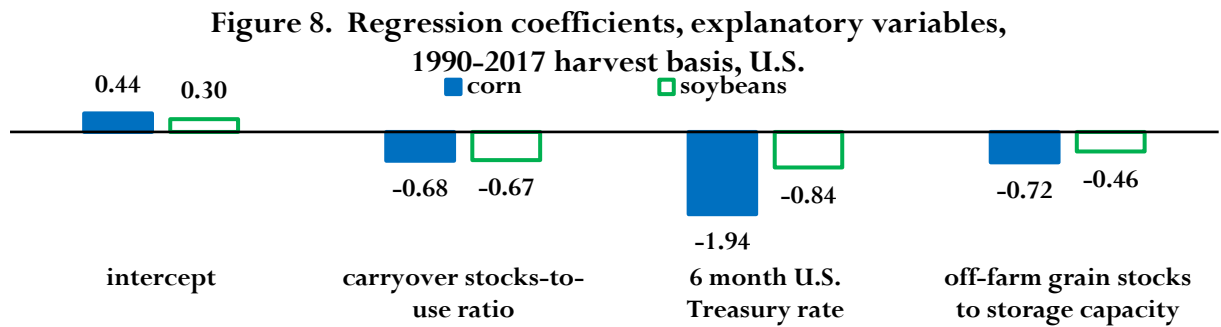 Figure 8. Regression coefficients, explanatory variables,
1990-2017 harvest basis, U.S.
corn
soybeans
0.44
0.30
-0.68
-0.67
-1.94
-0.84
-0.72
-0.46
intercept
carryover stocks-to-
use ratio
6 month U.S.
Treasury rate
off-farm grain stocks
to storage capacity